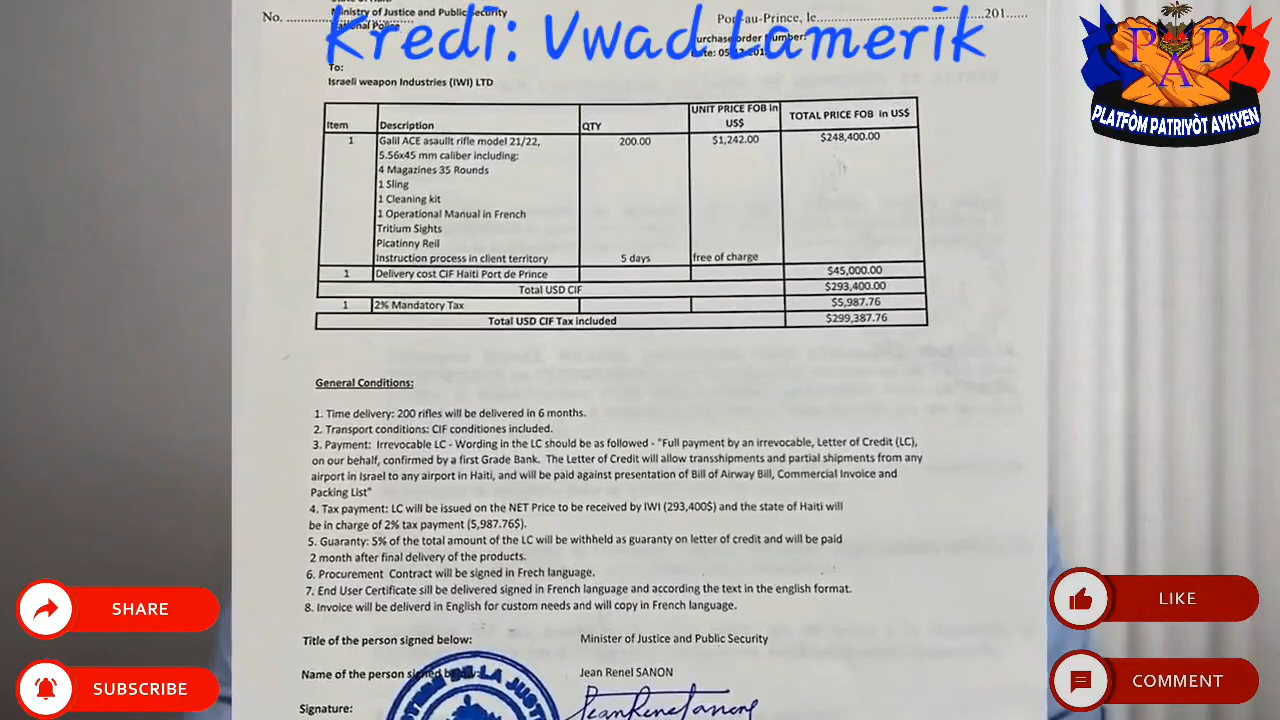 Ministry of Justice and Public Security
National Police
No. ........................ Port-au-Prince, le........................201......
Kredi: Vwad Lamerik
Purchase order Number:
To:
Israeli weapon Industries (IWI) LTD
PAP
PLATFÒM PATRIYÒT AYISYEN
Item Description QTY UNIT PRICE FOB in US$ TOTAL PRICE FOB in US$
1 Galil ACE asaullt rifle model 21/22, 200.00 $1,242.00 $248,400.00
5.56x45 mm caliber including:
4 Magazines 35 Rounds
1 Sling
1 Cleaning kit
1 Operational Manual in French
Tritium Sights
Picatinny Reil
Instruction process in client territory 5 days free of charge
1 Delivery cost CIF Haiti Port de Prince $45,000.00
Total USD CIF $293,400.00
1 2% Mandatory Tax $5,987.76
Total USD CIF Tax included $299,387.76
General Conditions:
1. Time delivery: 200 rifles will be delivered in 6 months.
2. Transport conditions: CIF conditiones included.
3. Payment: Irrevocable LC - Wording in the LC should be as followed - "Full payment by an irrevocable, Letter of Credit (LC),
on our behalf, confirmed by a first Grade Bank. The Letter of Credit will allow transshipments and partial shipments from any
airport in Israel to any airport in Haiti, and will be paid against presentation of Bill of Airway Bill, Commercial Invoice and
Packing List"
4. Tax payment: LC will be issued on the NET Price to be received by IWI (293,400$) and the state of Haiti will
be in charge of 2% tax payment (5,987.76$).
5. Guaranty: 5% of the total amount of the LC will be withheld as guaranty on letter of credit and will be paid
2 month after final delivery of the products.
6. Procurement Contract will be signed in Frech language.
7. End User Certificate sill be delivered signed in French language and according the text in the english format.
8. Invoice will be deliverd in English for custom needs and will copy in French language.
Title of the person signed below: Minister of Justice and Public Security
Name of the person signed below: Jean Renel SANON
Signature: JeanRenelSanon
DE LA JUSTI
SHARE
SUBSCRIBE
LIKE
COMMENT